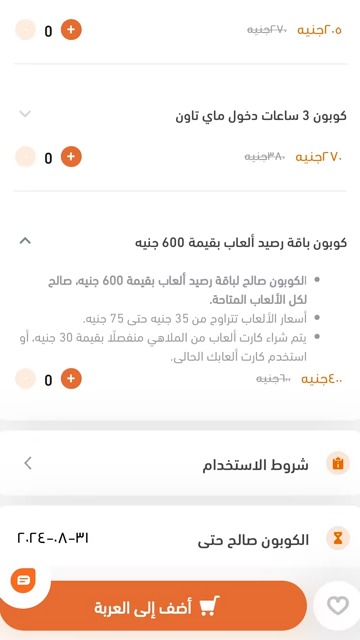 ٢٠٥جنيه ٢٧٠جنيه 0 +
كوبون 3 ساعات دخول ماي تاون
٢٧٠جنيه ٣٨٠جنيه 0 +
كوبون باقة رصيد ألعاب بقيمة 600 جنيه
• الكوبون صالح لباقة رصيد ألعاب بقيمة 600 جنيه، صالح
لكل الألعاب المتاحة.
• أسعار الألعاب تتراوح من 35 جنيه حتى 75 جنيه.
• يتم شراء كارت ألعاب من الملاهي منفصلًا بقيمة 30 جنيه، أو
استخدم كارت ألعابك الحالي.
٤٠٠جنيه ٦٠٠جنيه 0 +
شروط الاستخدام
الكوبون صالح حتى ٣١-٠٨-٢٠٢٤
أضف إلى العربة